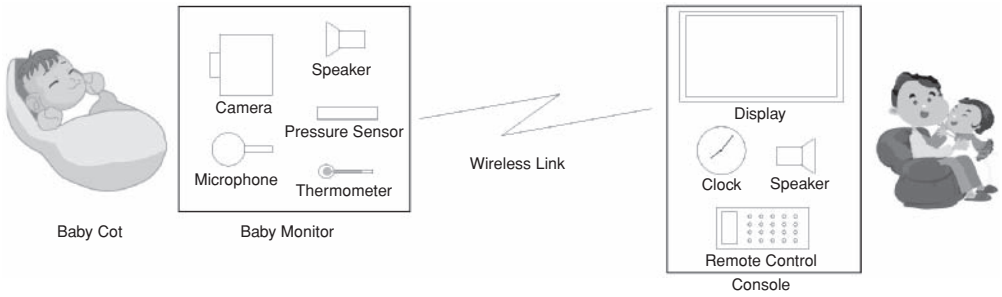 Camera
Speaker
Pressure Sensor
Microphone
Thermometer
Baby Cot
Baby Monitor
Wireless Link
Display
Clock
Speaker
Remote Control
Console